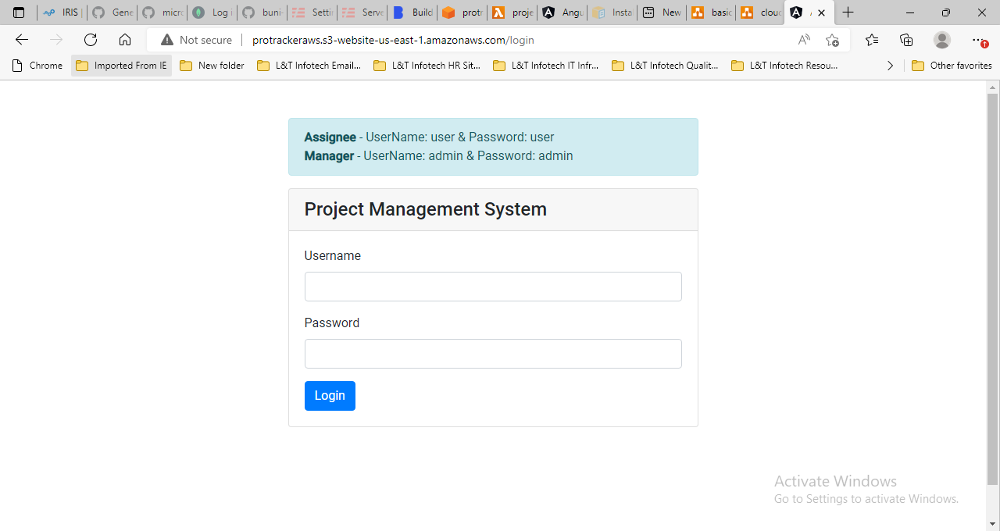 IRIS
Gene
micro
Log i
buni-
Settin
Serve
Build
protr
proje
Angu
Insta
New
basic
cloud
Not secure
protrackeraws.s3-website-us-east-1.amazonaws.com/login
Chrome
Imported From IE
New folder
L&T Infotech Email...
L&T Infotech HR Sit...
L&T Infotech IT Infr...
L&T Infotech Qualit...
L&T Infotech Resou...
Other favorites
Assignee - UserName: user & Password: user
Manager - UserName: admin & Password: admin
Project Management System
Username
Password
Login
Activate Windows
Go to Settings to activate Windows.